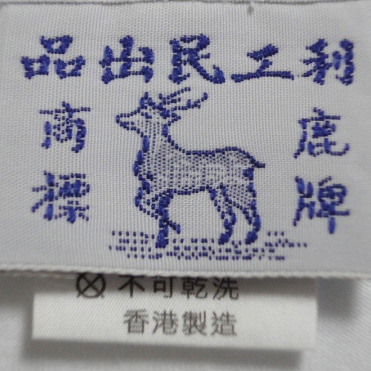 利工民出品
鹿牌
商標
不可乾洗
香港製造